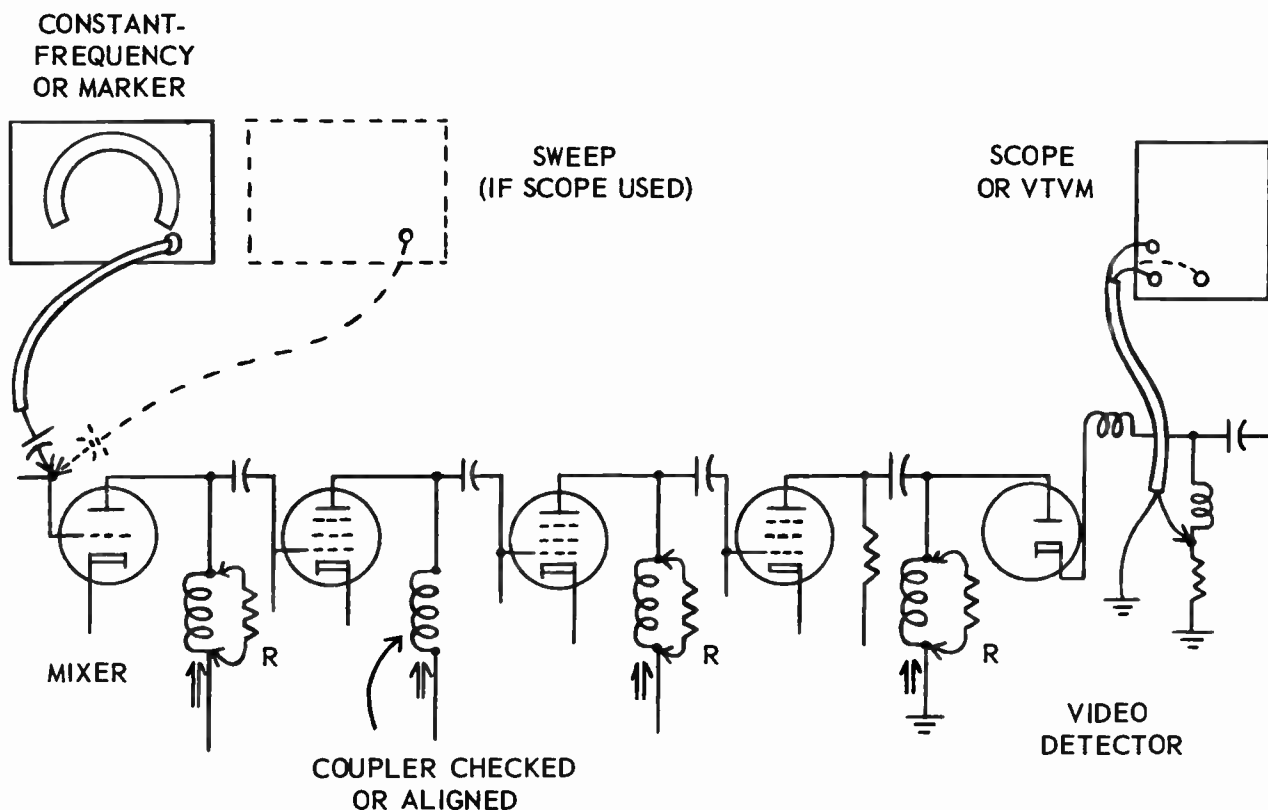 CONSTANT-
FREQUENCY
OR MARKER
SWEEP
(IF SCOPE USED)
SCOPE
OR VTVM
MIXER
R
R
R
COUPLER CHECKED
OR ALIGNED
VIDEO
DETECTOR